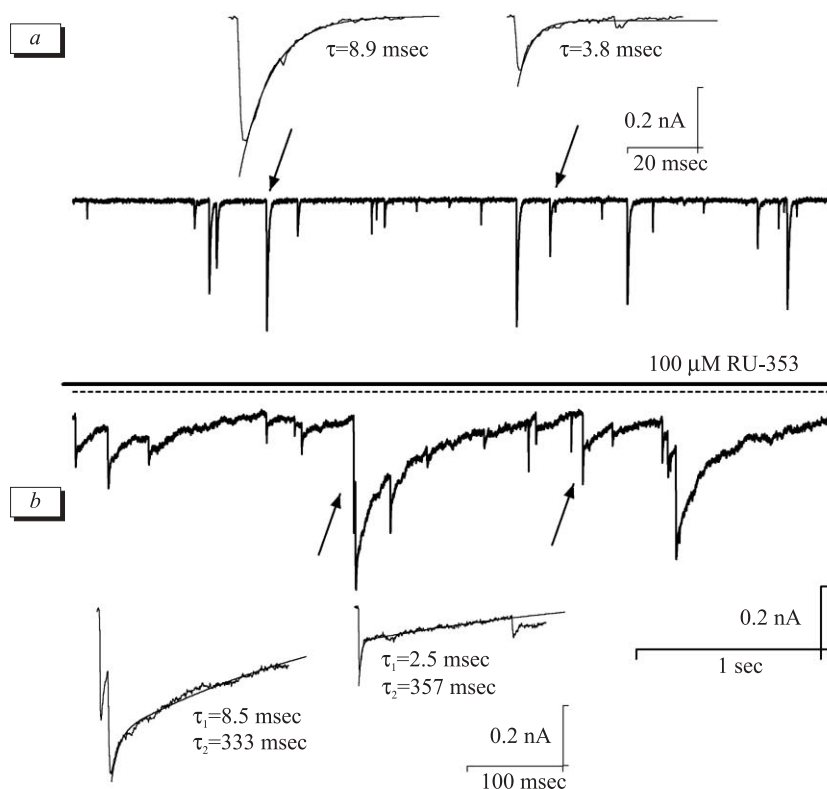 a
τ=8.9 msec
τ=3.8 msec
0.2 nA
20 msec
100 μM RU-353
b
0.2 nA
1 sec
τ₁=2.5 msec
τ₂=357 msec
τ₁=8.5 msec
τ₂=333 msec
0.2 nA
100 msec